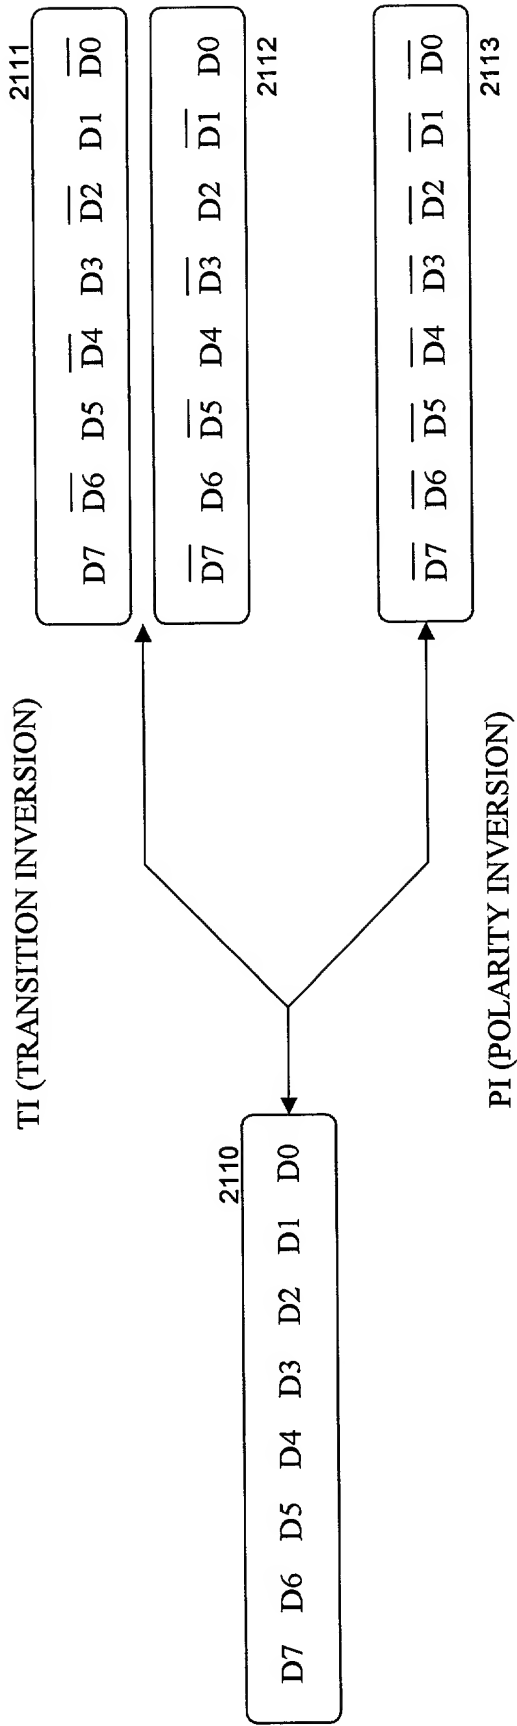 TI (TRANSITION INVERSION)
2111
D7 D̅6̅ D5 D̅4̅ D3 D̅2̅ D1 D̅0̅
D̅7̅ D6 D̅5̅ D4 D̅3̅ D2 D̅1̅ D0
2112
2110
D7 D6 D5 D4 D3 D2 D1 D0
D̅7̅ D̅6̅ D̅5̅ D̅4̅ D̅3̅ D̅2̅ D̅1̅ D̅0̅
2113
PI (POLARITY INVERSION)